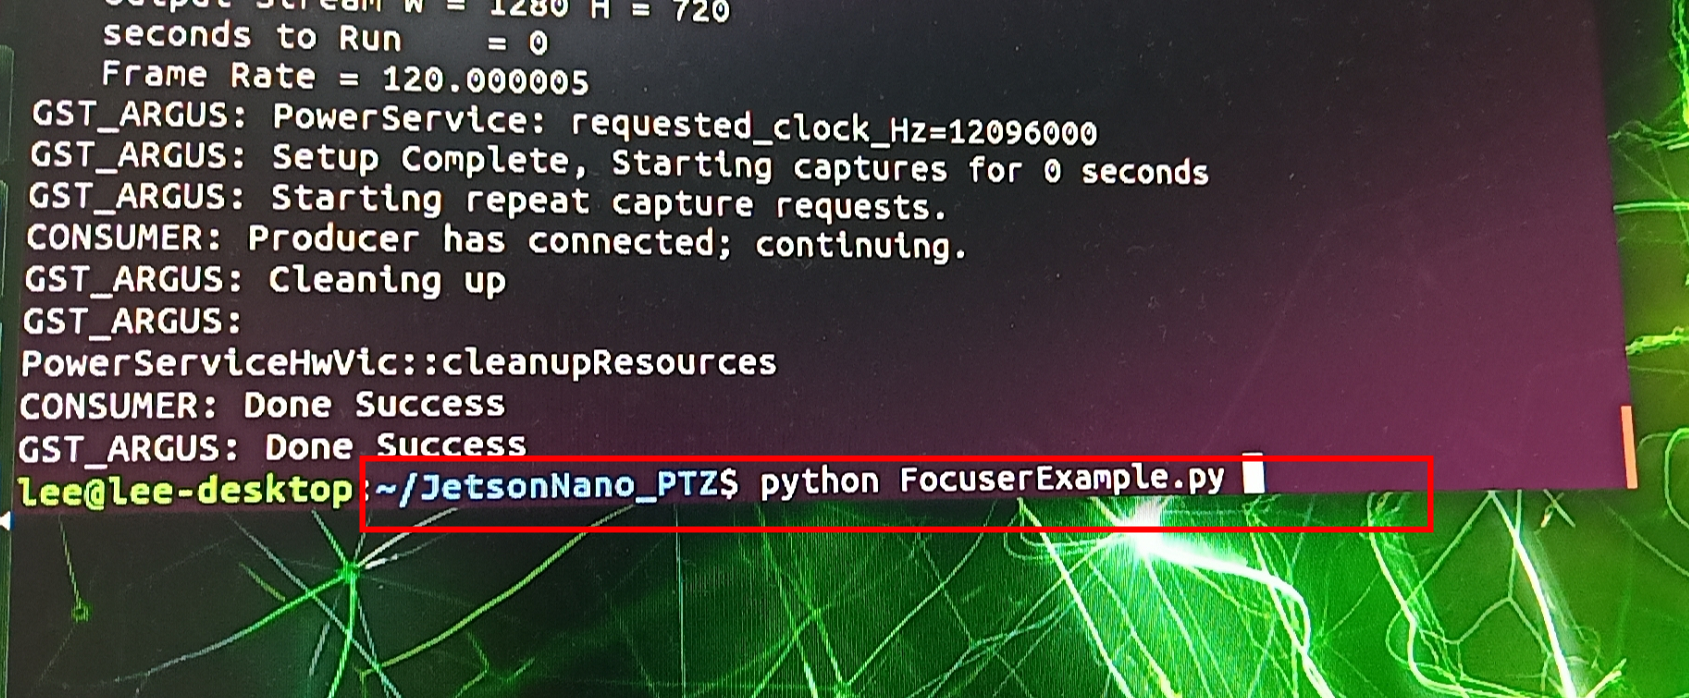 Output Stream W = 1280 H = 720
seconds to Run    = 0
Frame Rate = 120.000005
GST_ARGUS: PowerService: requested_clock_Hz=12096000
GST_ARGUS: Setup Complete, Starting captures for 0 seconds
GST_ARGUS: Starting repeat capture requests.
CONSUMER: Producer has connected; continuing.
GST_ARGUS: Cleaning up
GST_ARGUS:
PowerServiceHwVic::cleanupResources
CONSUMER: Done Success
GST_ARGUS: Done Success
lee@lee-desktop:~/JetsonNano_PTZ$ python FocuserExample.py